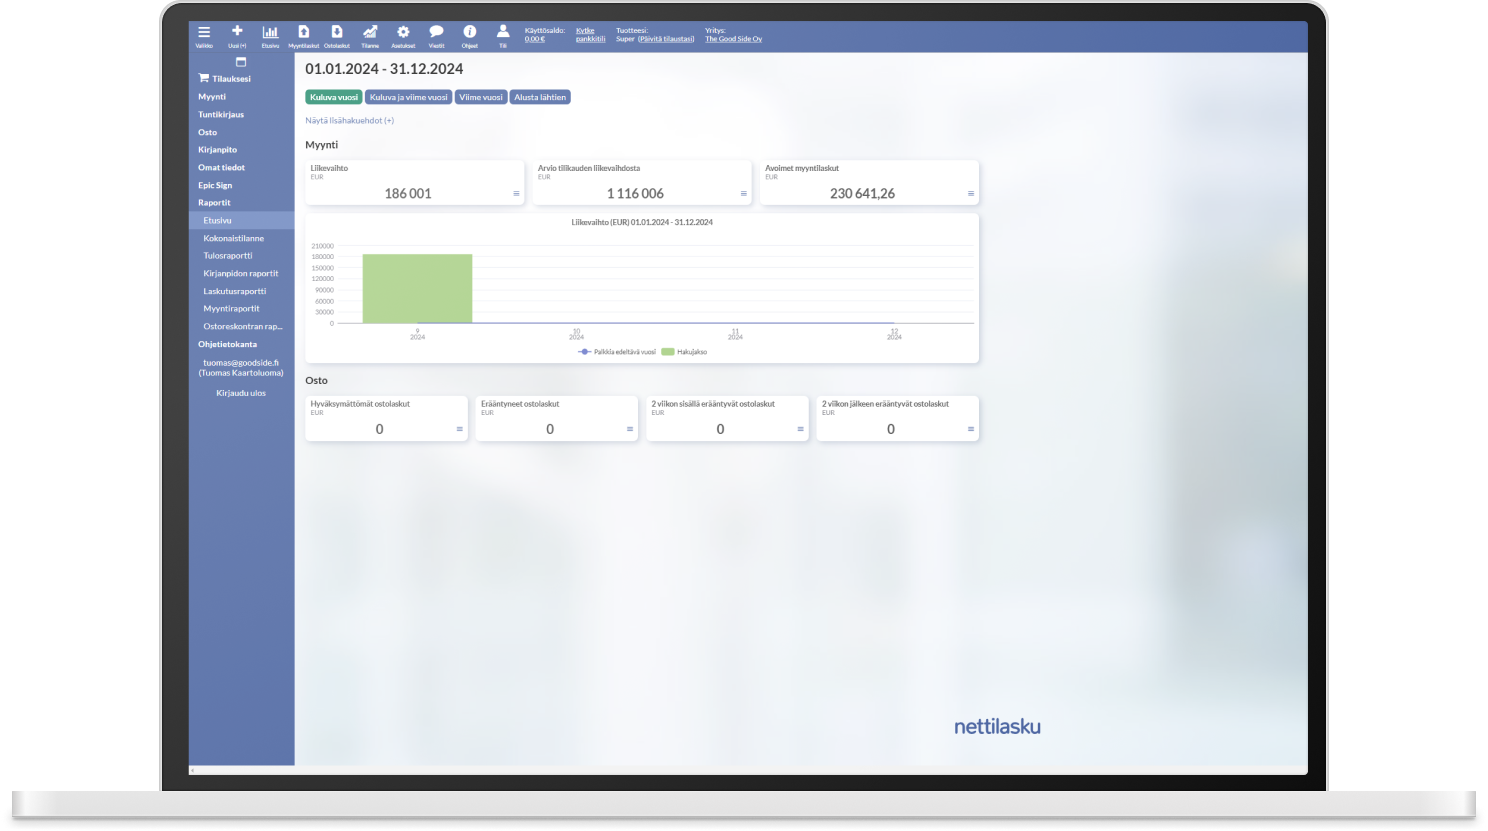 Valikko
Uusi (+)
Etusivu
Myyntilaskut
Ostolaskut
Tilanne
Asetukset
Viestit
Ohjeet
Tili
Käyttösaldo:
0,00 €
Kytke
pankkitili
Tuotteesi:
Super (Päivitä tilaustasi)
Yritys:
The Good Side Oy
Tilauksesi
Myynti
Tuntikirjaus
Osto
Kirjanpito
Omat tiedot
Epic Sign
Raportit
Etusivu
Kokonaistilanne
Tulosraportti
Kirjanpidon raportit
Laskutusraportti
Myyntiraportit
Ostoreskontran rap...
Ohjetietokanta
tuomas@goodside.fi
(Tuomas Kaartoluoma)
Kirjaudu ulos
01.01.2024 - 31.12.2024
Kuluva vuosi
Kuluva ja viime vuosi
Viime vuosi
Alusta lähtien
Näytä lisähakuehdot (+)
Myynti
Liikevaihto
EUR
186 001
Arvio tilikauden liikevaihdosta
EUR
1 116 006
Avoimet myyntilaskut
EUR
230 641,26
Liikevaihto (EUR) 01.01.2024 - 31.12.2024
210000
180000
150000
120000
90000
60000
30000
0
9
2024
10
2024
11
2024
12
2024
Palkkia edeltävä vuosi
Hakujakso
Osto
Hyväksymättömät ostolaskut
EUR
0
Erääntyneet ostolaskut
EUR
0
2 viikon sisällä erääntyvät ostolaskut
EUR
0
2 viikon jälkeen erääntyvät ostolaskut
EUR
0
nettilasku